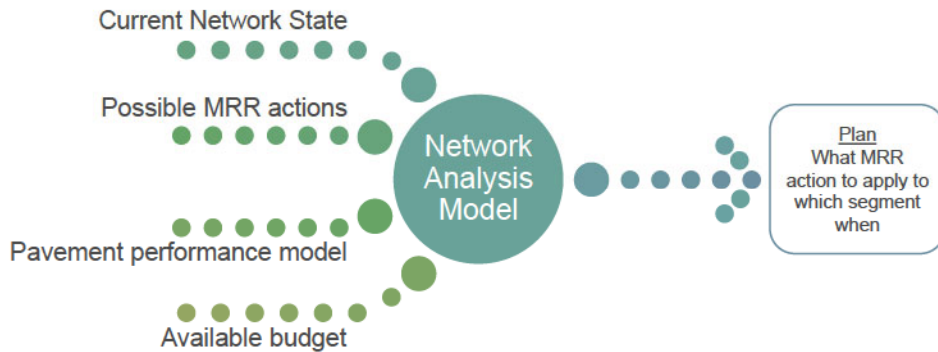 Current Network State
Possible MRR actions
Pavement performance model
Available budget
Network
Analysis
Model
Plan
What MRR
action to apply to
which segment
when